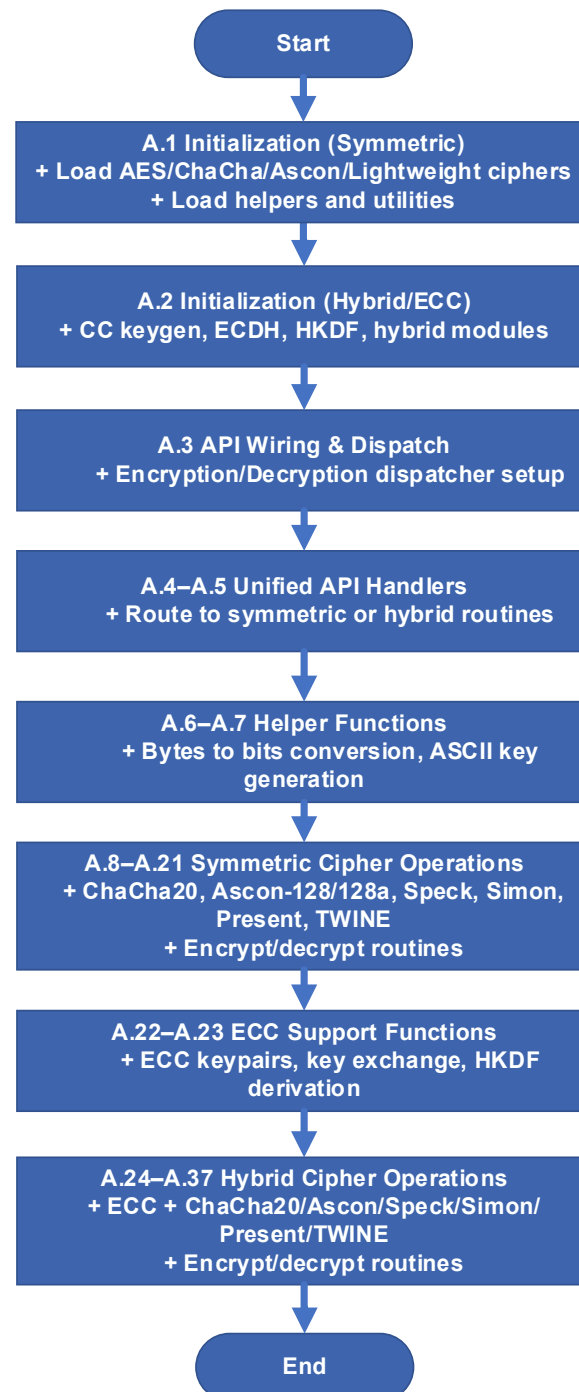 Start
A.1 Initialization (Symmetric)
+ Load AES/ChaCha/Ascon/Lightweight ciphers
+ Load helpers and utilities
A.2 Initialization (Hybrid/ECC)
+ CC keygen, ECDH, HKDF, hybrid modules
A.3 API Wiring & Dispatch
+ Encryption/Decryption dispatcher setup
A.4–A.5 Unified API Handlers
+ Route to symmetric or hybrid routines
A.6–A.7 Helper Functions
+ Bytes to bits conversion, ASCII key
generation
A.8–A.21 Symmetric Cipher Operations
+ ChaCha20, Ascon-128/128a, Speck, Simon,
Present, TWINE
+ Encrypt/decrypt routines
A.22–A.23 ECC Support Functions
+ ECC keypairs, key exchange, HKDF
derivation
A.24–A.37 Hybrid Cipher Operations
+ ECC + ChaCha20/Ascon/Speck/Simon/
Present/TWINE
+ Encrypt/decrypt routines
End